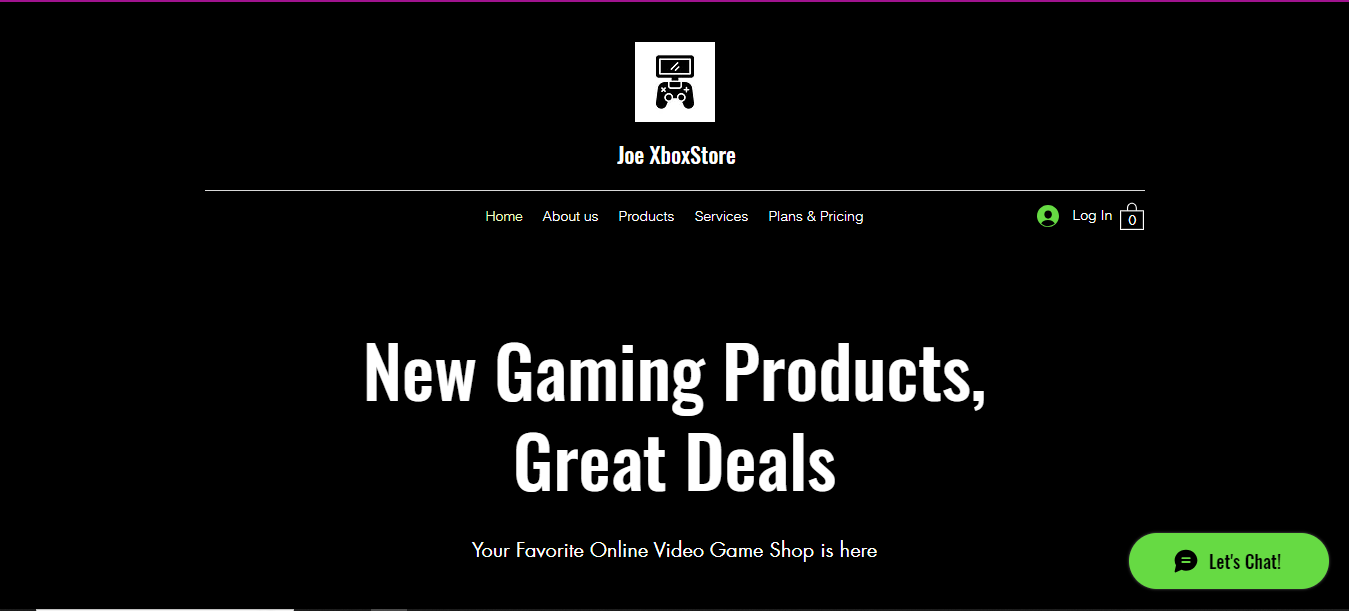 Joe XboxStore
Home About us Products Services Plans & Pricing Log In 0
New Gaming Products,
Great Deals
Your Favorite Online Video Game Shop is here
Let's Chat!